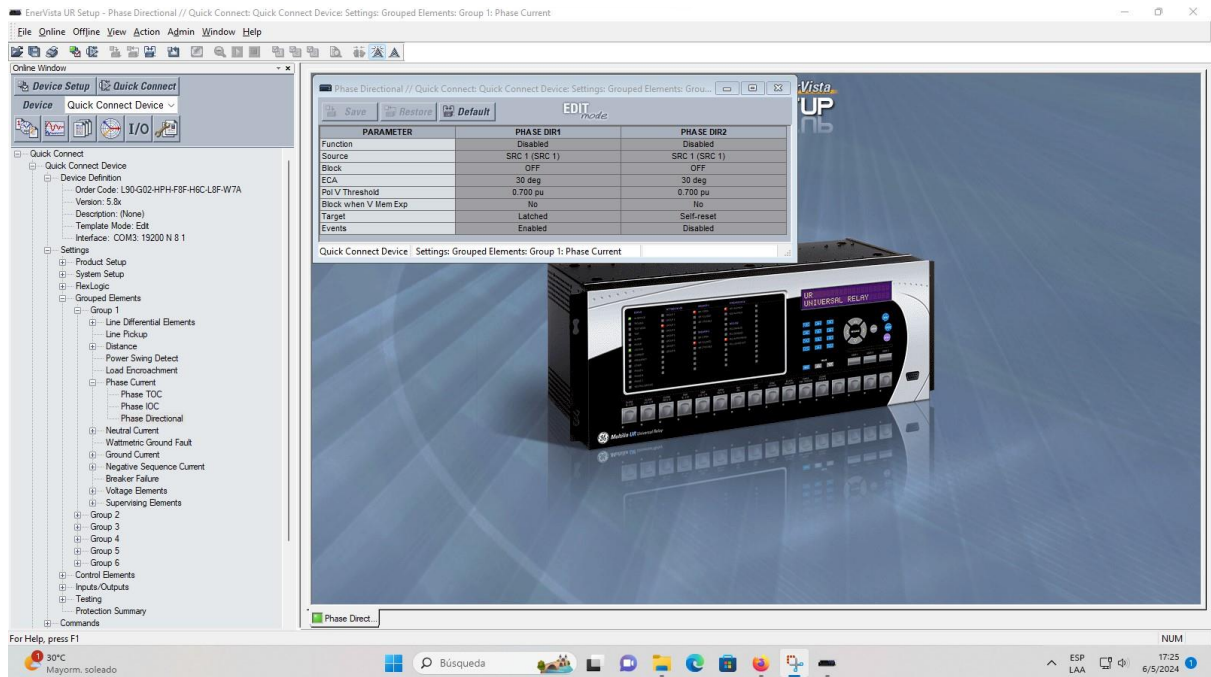 EnerVista UR Setup - Phase Directional // Quick Connect: Quick Connect Device: Settings: Grouped Elements: Group 1: Phase Current
File Online Offline View Action Admin Window Help
Online Window
Device Setup Quick Connect
Device Quick Connect Device
I/O
Quick Connect
Quick Connect Device
Device Definition
Order Code: L90-G02-HPH-F8F-H6C-L8F-W7A
Version: 5.8x
Description: (None)
Template Mode: Edit
Interface: COM3: 19200 N 8 1
Settings
Product Setup
System Setup
FlexLogic
Grouped Elements
Group 1
Line Differential Elements
Line Pickup
Distance
Power Swing Detect
Load Encroachment
Phase Current
Phase TOC
Phase IOC
Phase Directional
Neutral Current
Wattmetric Ground Fault
Ground Current
Negative Sequence Current
Breaker Failure
Voltage Elements
Supervising Elements
Group 2
Group 3
Group 4
Group 5
Group 6
Control Elements
Inputs/Outputs
Testing
Protection Summary
Commands
Phase Directional // Quick Connect: Quick Connect Device: Settings: Grouped Elements: Grou...
Save Restore Default EDIT mode
PARAMETER PHASE DIR1 PHASE DIR2
Function Disabled Disabled
Source SRC 1 (SRC 1) SRC 1 (SRC 1)
Block OFF OFF
ECA 30 deg 30 deg
Pol V Threshold 0.700 pu 0.700 pu
Block when V Mem Exp No No
Target Latched Self-reset
Events Enabled Disabled
Quick Connect Device Settings: Grouped Elements: Group 1: Phase Current
Vista
UP
UR
UNIVERSAL RELAY
Multilin UR Universal Relay
Phase Direct...
For Help, press F1
NUM
1
30°C
Mayorm. soleado
Búsqueda
ESP
LAA
17:25
6/5/2024
1